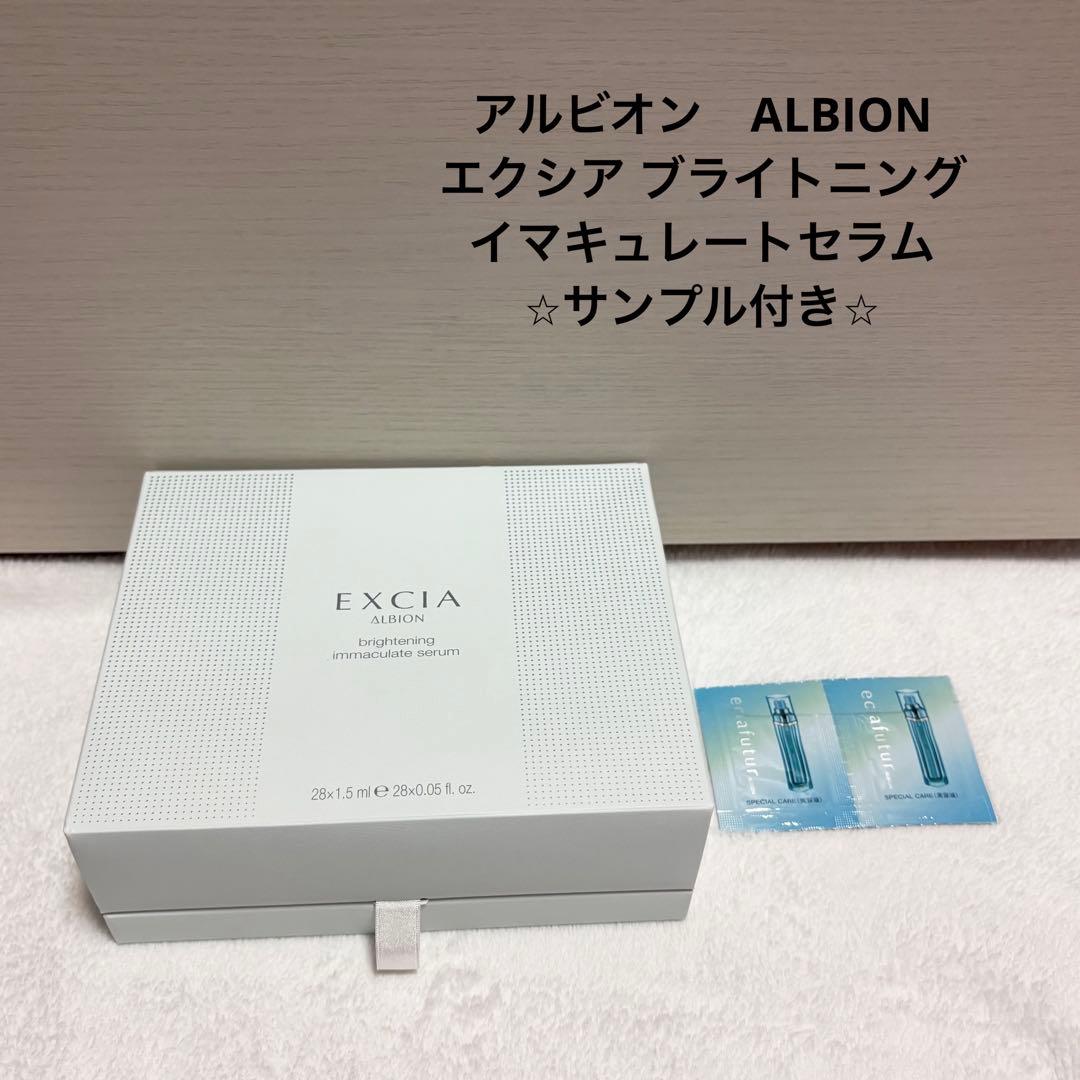 アルビオン　ALBION
エクシア ブライトニング
イマキュレートセラム
☆サンプル付き☆
EXCIA
ALBION
brightening
immaculate serum
28×1.5 ml ℮ 28×0.05 fl. oz.
ecafutur
SPECIAL CARE(美容液)
ecafutur
SPECIAL CARE(美容液)